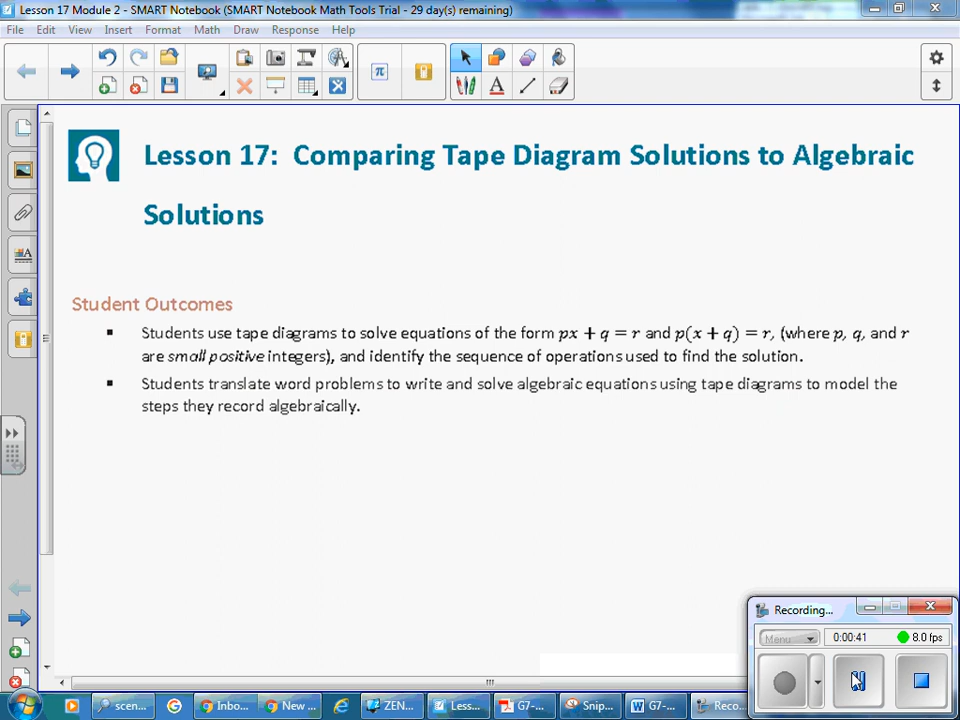 Lesson 17 Module 2 - SMART Notebook (SMART Notebook Math Tools Trial - 29 day(s) remaining)
File Edit View Insert Format Math Draw Response Help
Lesson 17: Comparing Tape Diagram Solutions to Algebraic
Solutions
Student Outcomes
▪ Students use tape diagrams to solve equations of the form px + q = r and p(x + q) = r, (where p, q, and r
are small positive integers), and identify the sequence of operations used to find the solution.
▪ Students translate word problems to write and solve algebraic equations using tape diagrams to model the
steps they record algebraically.
Recording...
Menu 0:00:41 8.0 fps
scen... Inbo... New ... ZEN... Less... G7-... Snip... G7-... Reco...